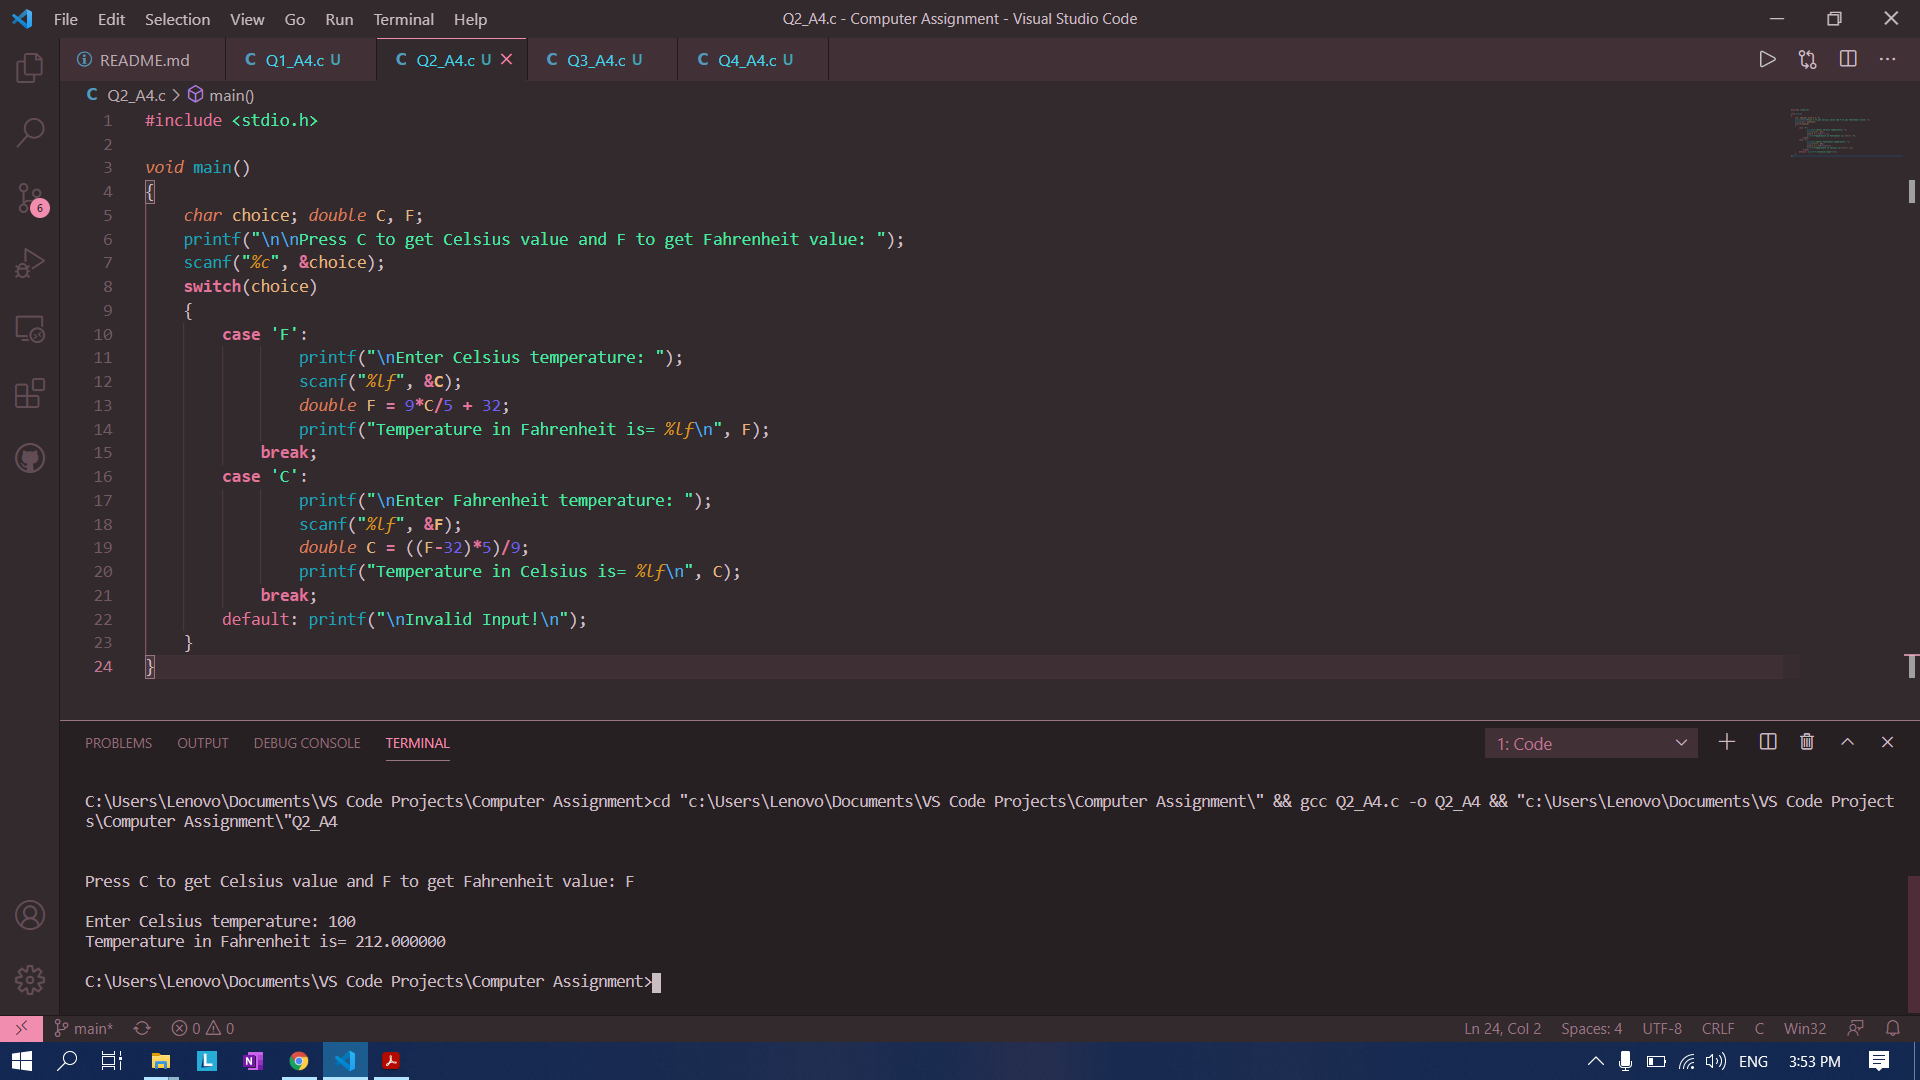 File Edit Selection View Go Run Terminal Help
Q2_A4.c - Computer Assignment - Visual Studio Code
README.md
C Q1_A4.c U
C Q2_A4.c U
C Q3_A4.c U
C Q4_A4.c U
C Q2_A4.c > main()
1 #include <stdio.h>
2
3 void main()
4 {
5 char choice; double C, F;
6 printf("\n\nPress C to get Celsius value and F to get Fahrenheit value: ");
7 scanf("%c", &choice);
8 switch(choice)
9 {
10 case 'F':
11 printf("\nEnter Celsius temperature: ");
12 scanf("%lf", &C);
13 double F = 9*C/5 + 32;
14 printf("Temperature in Fahrenheit is= %lf\n", F);
15 break;
16 case 'C':
17 printf("\nEnter Fahrenheit temperature: ");
18 scanf("%lf", &F);
19 double C = ((F-32)*5)/9;
20 printf("Temperature in Celsius is= %lf\n", C);
21 break;
22 default: printf("\nInvalid Input!\n");
23 }
24 }
6
PROBLEMS OUTPUT DEBUG CONSOLE TERMINAL
1: Code
C:\Users\Lenovo\Documents\VS Code Projects\Computer Assignment>cd "c:\Users\Lenovo\Documents\VS Code Projects\Computer Assignment\" && gcc Q2_A4.c -o Q2_A4 && "c:\Users\Lenovo\Documents\VS Code Project
s\Computer Assignment\"Q2_A4
Press C to get Celsius value and F to get Fahrenheit value: F
Enter Celsius temperature: 100
Temperature in Fahrenheit is= 212.000000
C:\Users\Lenovo\Documents\VS Code Projects\Computer Assignment>
main* 0 0
Ln 24, Col 2 Spaces: 4 UTF-8 CRLF C Win32
L N
ENG 3:53 PM